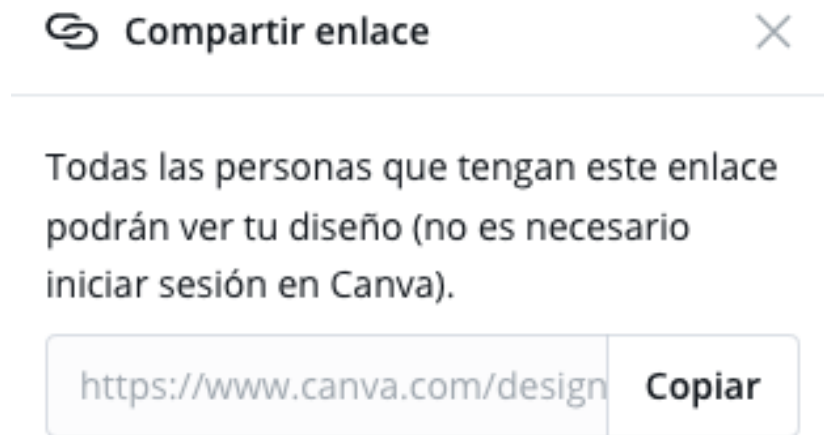 Compartir enlace
Todas las personas que tengan este enlace
podrán ver tu diseño (no es necesario
iniciar sesión en Canva).
https://www.canva.com/design
Copiar